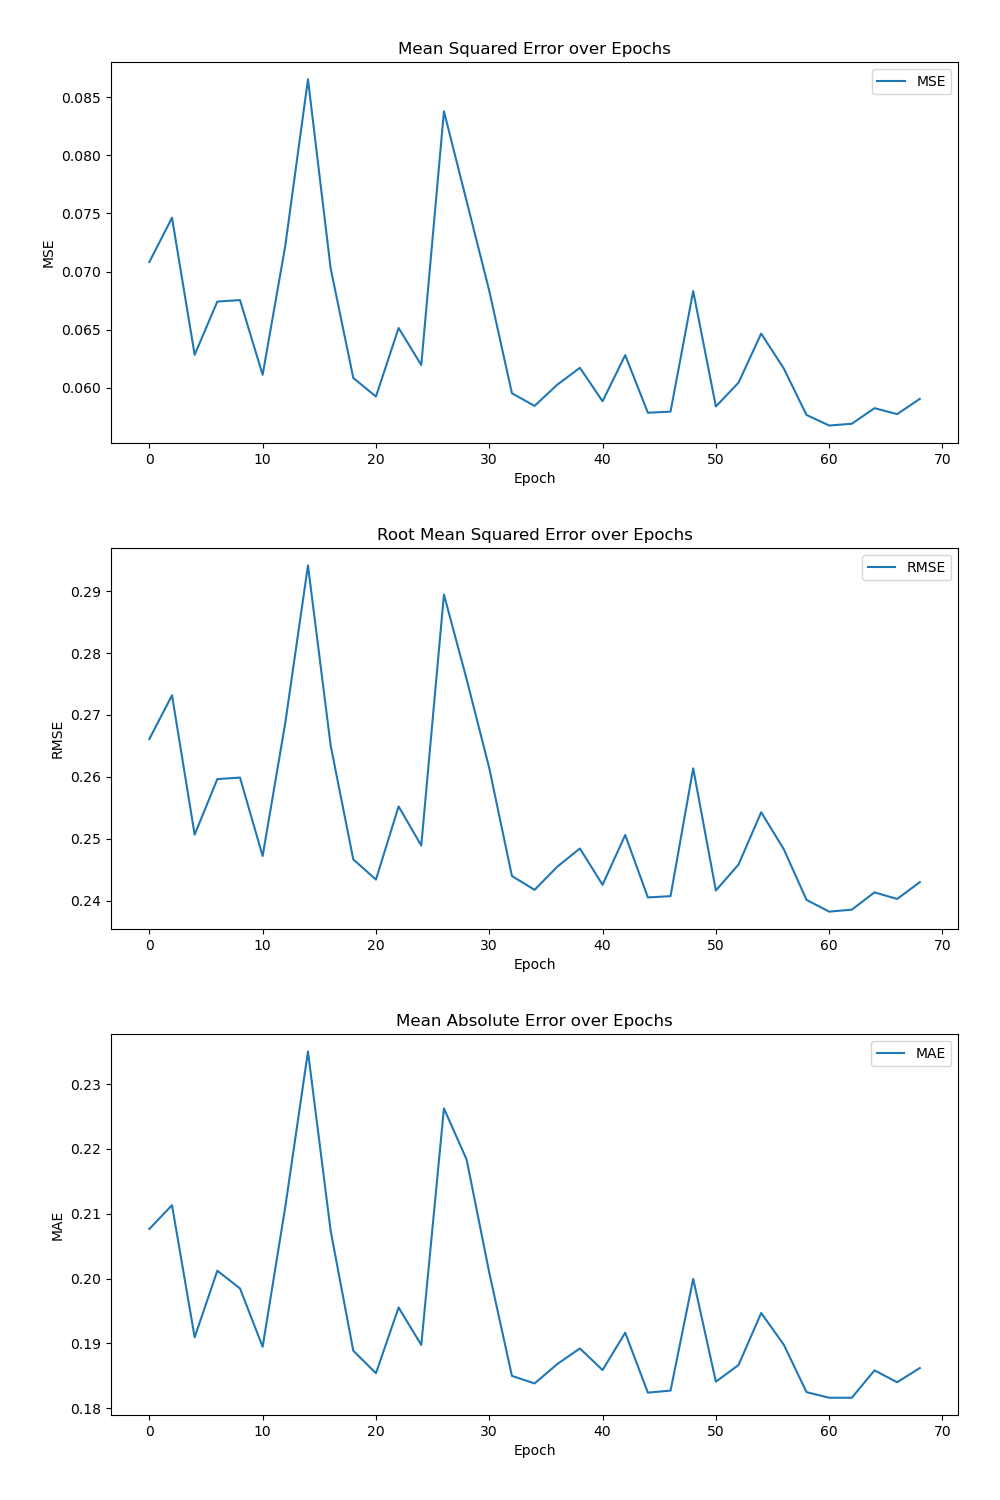 Mean Squared Error over Epochs
MSE
0.085
0.080
0.075
0.070
0.065
0.060
MSE
0 10 20 30 40 50 60 70
Epoch
Root Mean Squared Error over Epochs
RMSE
0.29
0.28
0.27
0.26
0.25
0.24
RMSE
0 10 20 30 40 50 60 70
Epoch
Mean Absolute Error over Epochs
MAE
0.23
0.22
0.21
0.20
0.19
0.18
MAE
0 10 20 30 40 50 60 70
Epoch